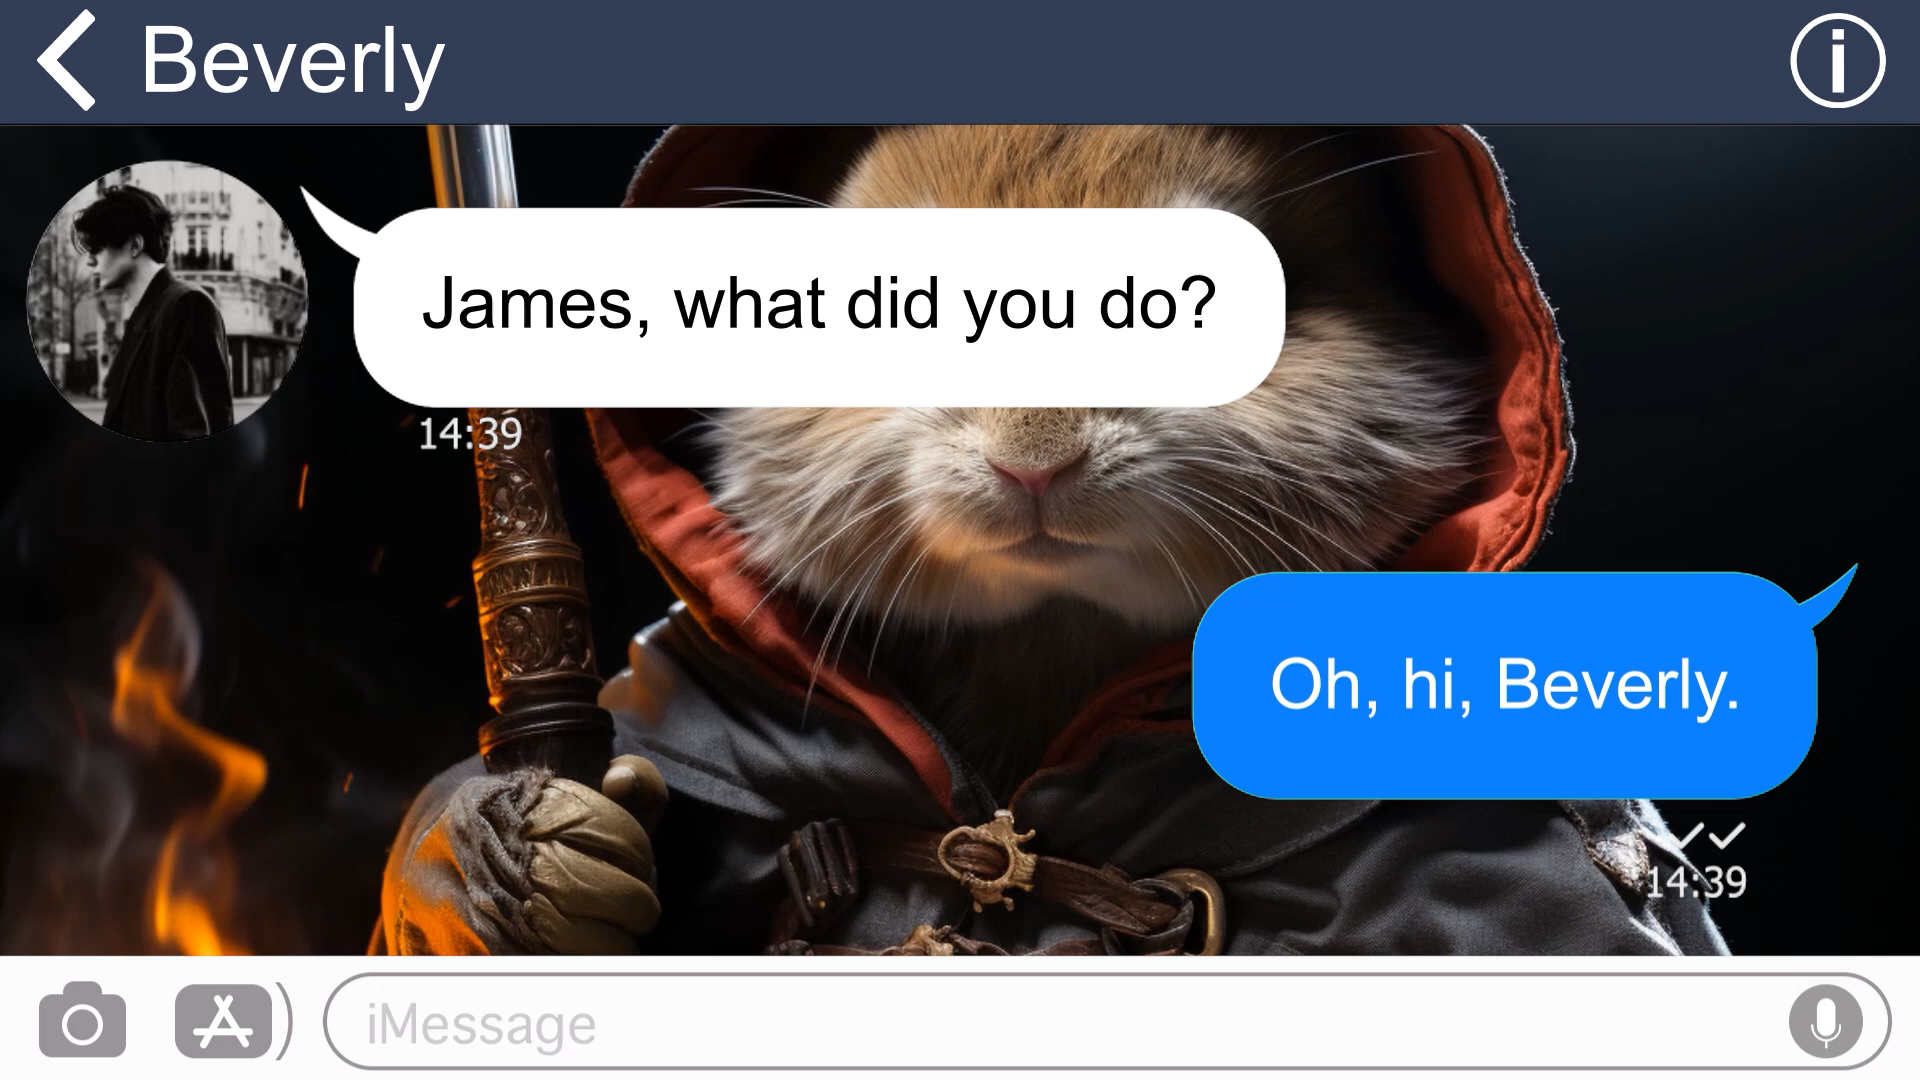 Beverly
James, what did you do?
14:39
Oh, hi, Beverly.
14:39
iMessage